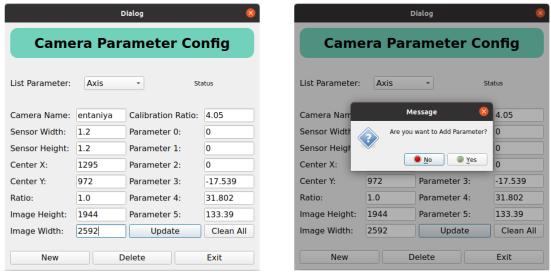 Dialog
Camera Parameter Config
List Parameter: Axis Status
Camera Name: entaniya Calibration Ratio: 4.05
Sensor Width: 1.2 Parameter 0: 0
Sensor Height: 1.2 Parameter 1: 0
Center X: 1295 Parameter 2: 0
Center Y: 972 Parameter 3: -17.539
Ratio: 1.0 Parameter 4: 31.802
Image Height: 1944 Parameter 5: 133.39
Image Width: 2592 Update Clean All
New Delete Exit
Dialog
Camera Parameter Config
List Parameter: Axis Status
Camera Nam 4.05
Message
Sensor Widt 0
Are you want to Add Parameter?
Sensor Heigh 0
No Yes
Center X: 0
Center Y: 972 Parameter 3: -17.539
Ratio: 1.0 Parameter 4: 31.802
Image Height: 1944 Parameter 5: 133.39
Image Width: 2592 Update Clean All
New Delete Exit